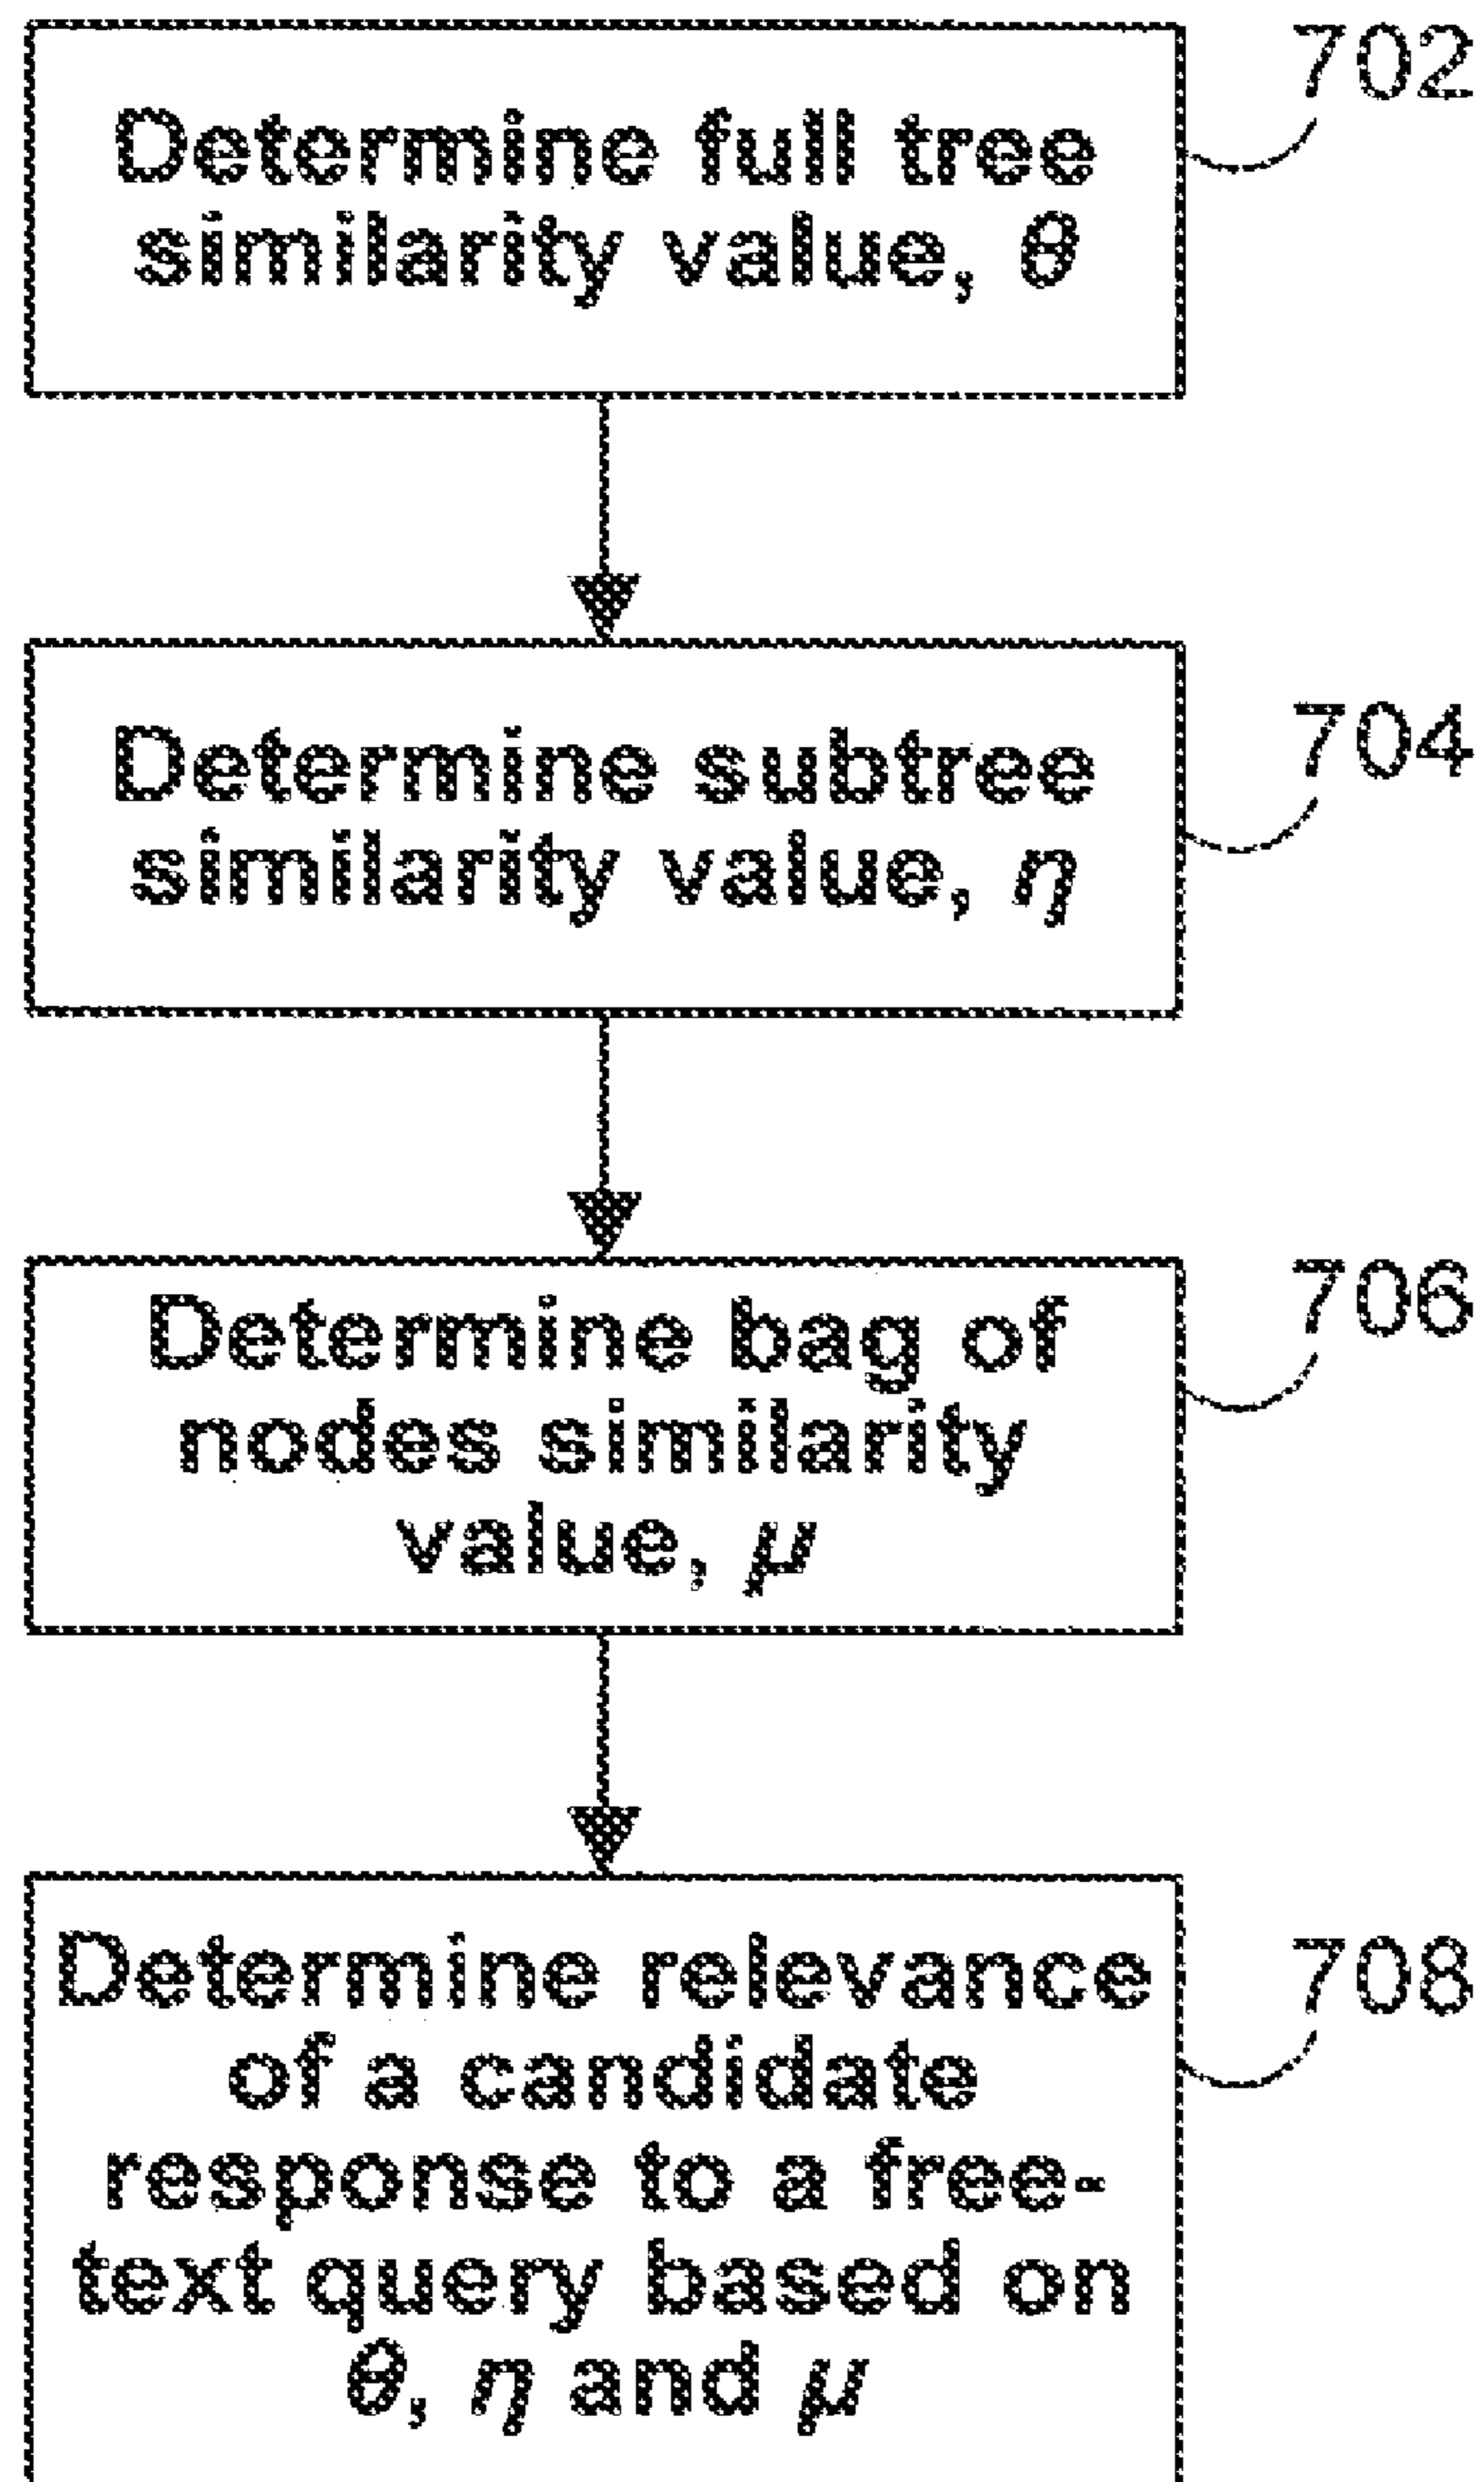 702
Determine full tree
similarity value, θ
704
Determine subtree
similarity value, η
706
Determine bag of
nodes similarity
value, μ
708
Determine relevance
of a candidate
response to a free-
text query based on
θ, η and μ